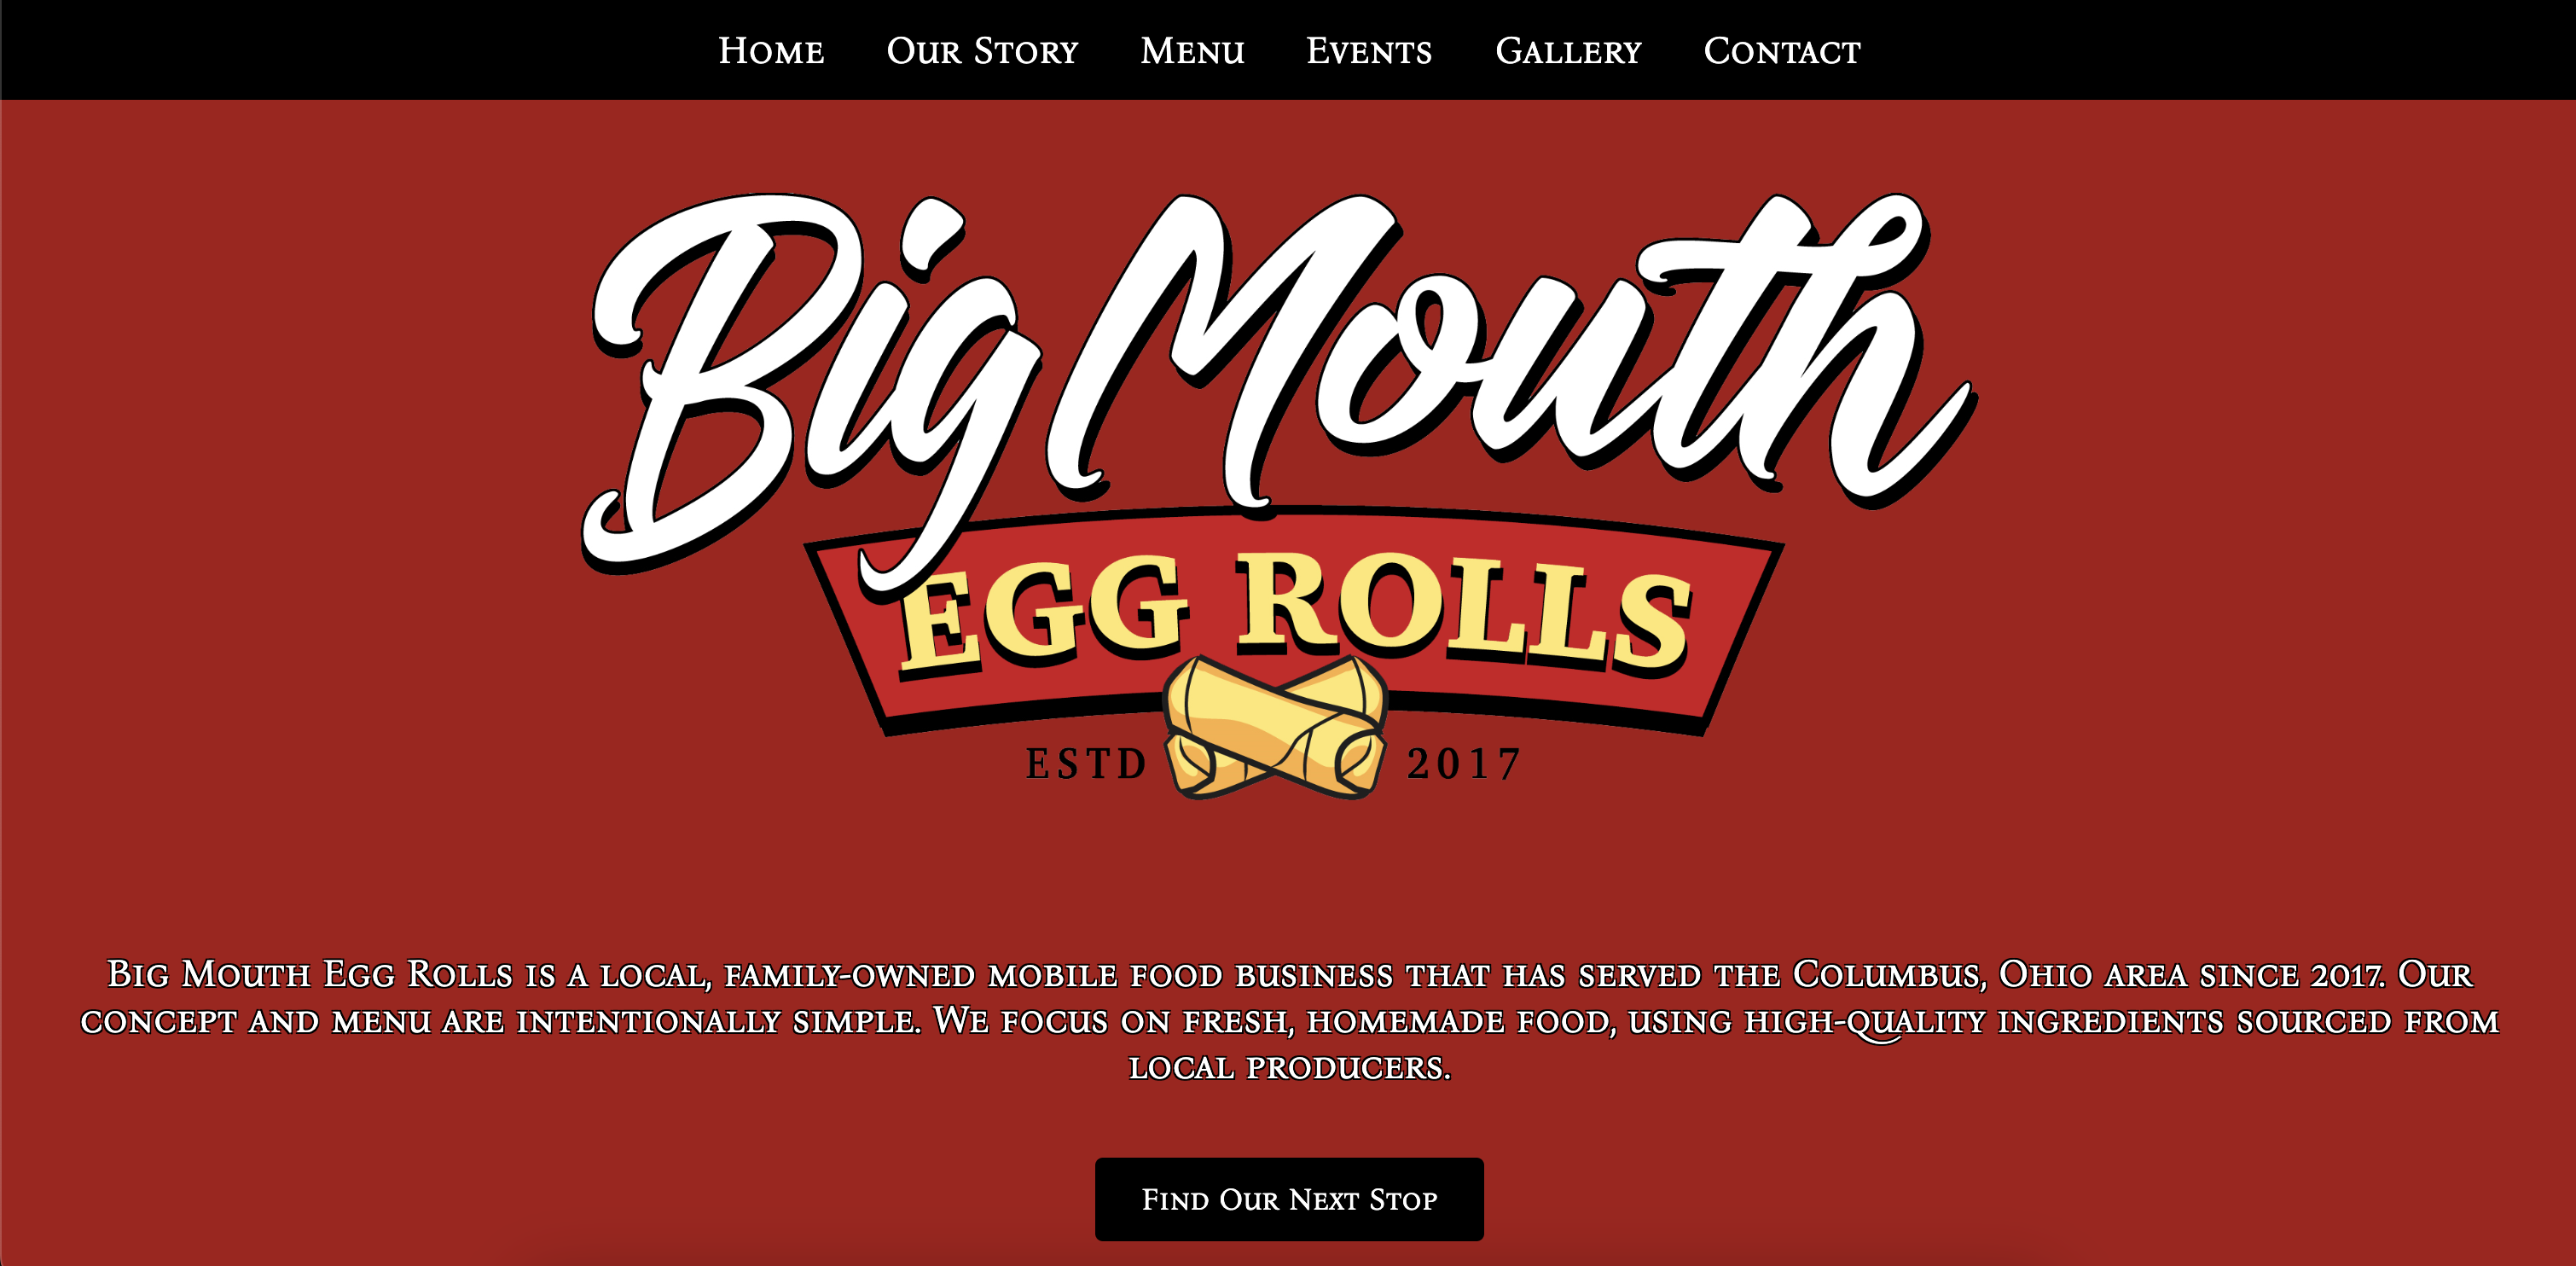 Home Our Story Menu Events Gallery Contact
Big Mouth
EGG ROLLS
ESTD 2017
Big Mouth Egg Rolls is a local, family-owned mobile food business that has served the Columbus, Ohio area since 2017. Our
concept and menu are intentionally simple. We focus on fresh, homemade food, using high-quality ingredients sourced from
local producers.
Find Our Next Stop